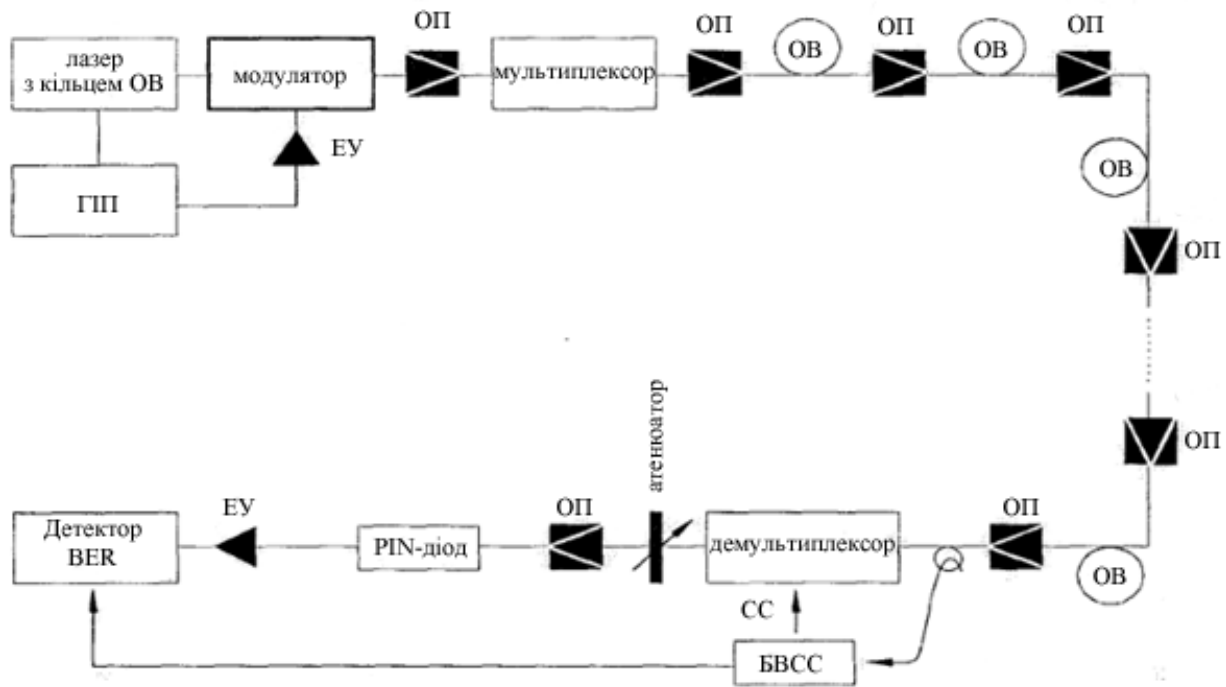 ОП
ОП
ОП
ОП
лазер
з кільцем ОВ
модулятор
мультиплексор
ОВ
ОВ
ЕУ
ОВ
ГІП
ОП
ОП
атенюатор
ЕУ
ОП
ОП
Детектор
BER
PIN-діод
демультиплексор
ОВ
СС
БВСС